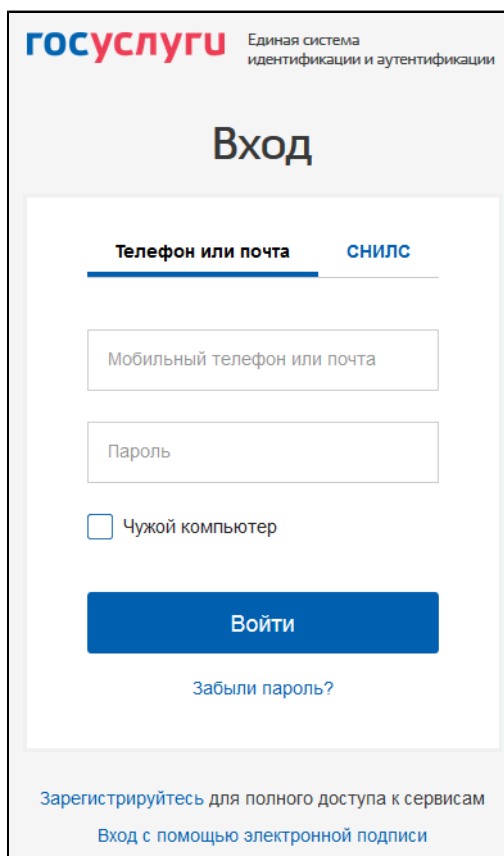 госуслуги
Единая система
идентификации и аутентификации
Вход
Телефон или почта СНИЛС
Мобильный телефон или почта
Пароль
Чужой компьютер
Войти
Забыли пароль?
Зарегистрируйтесь для полного доступа к сервисам
Вход с помощью электронной подписи